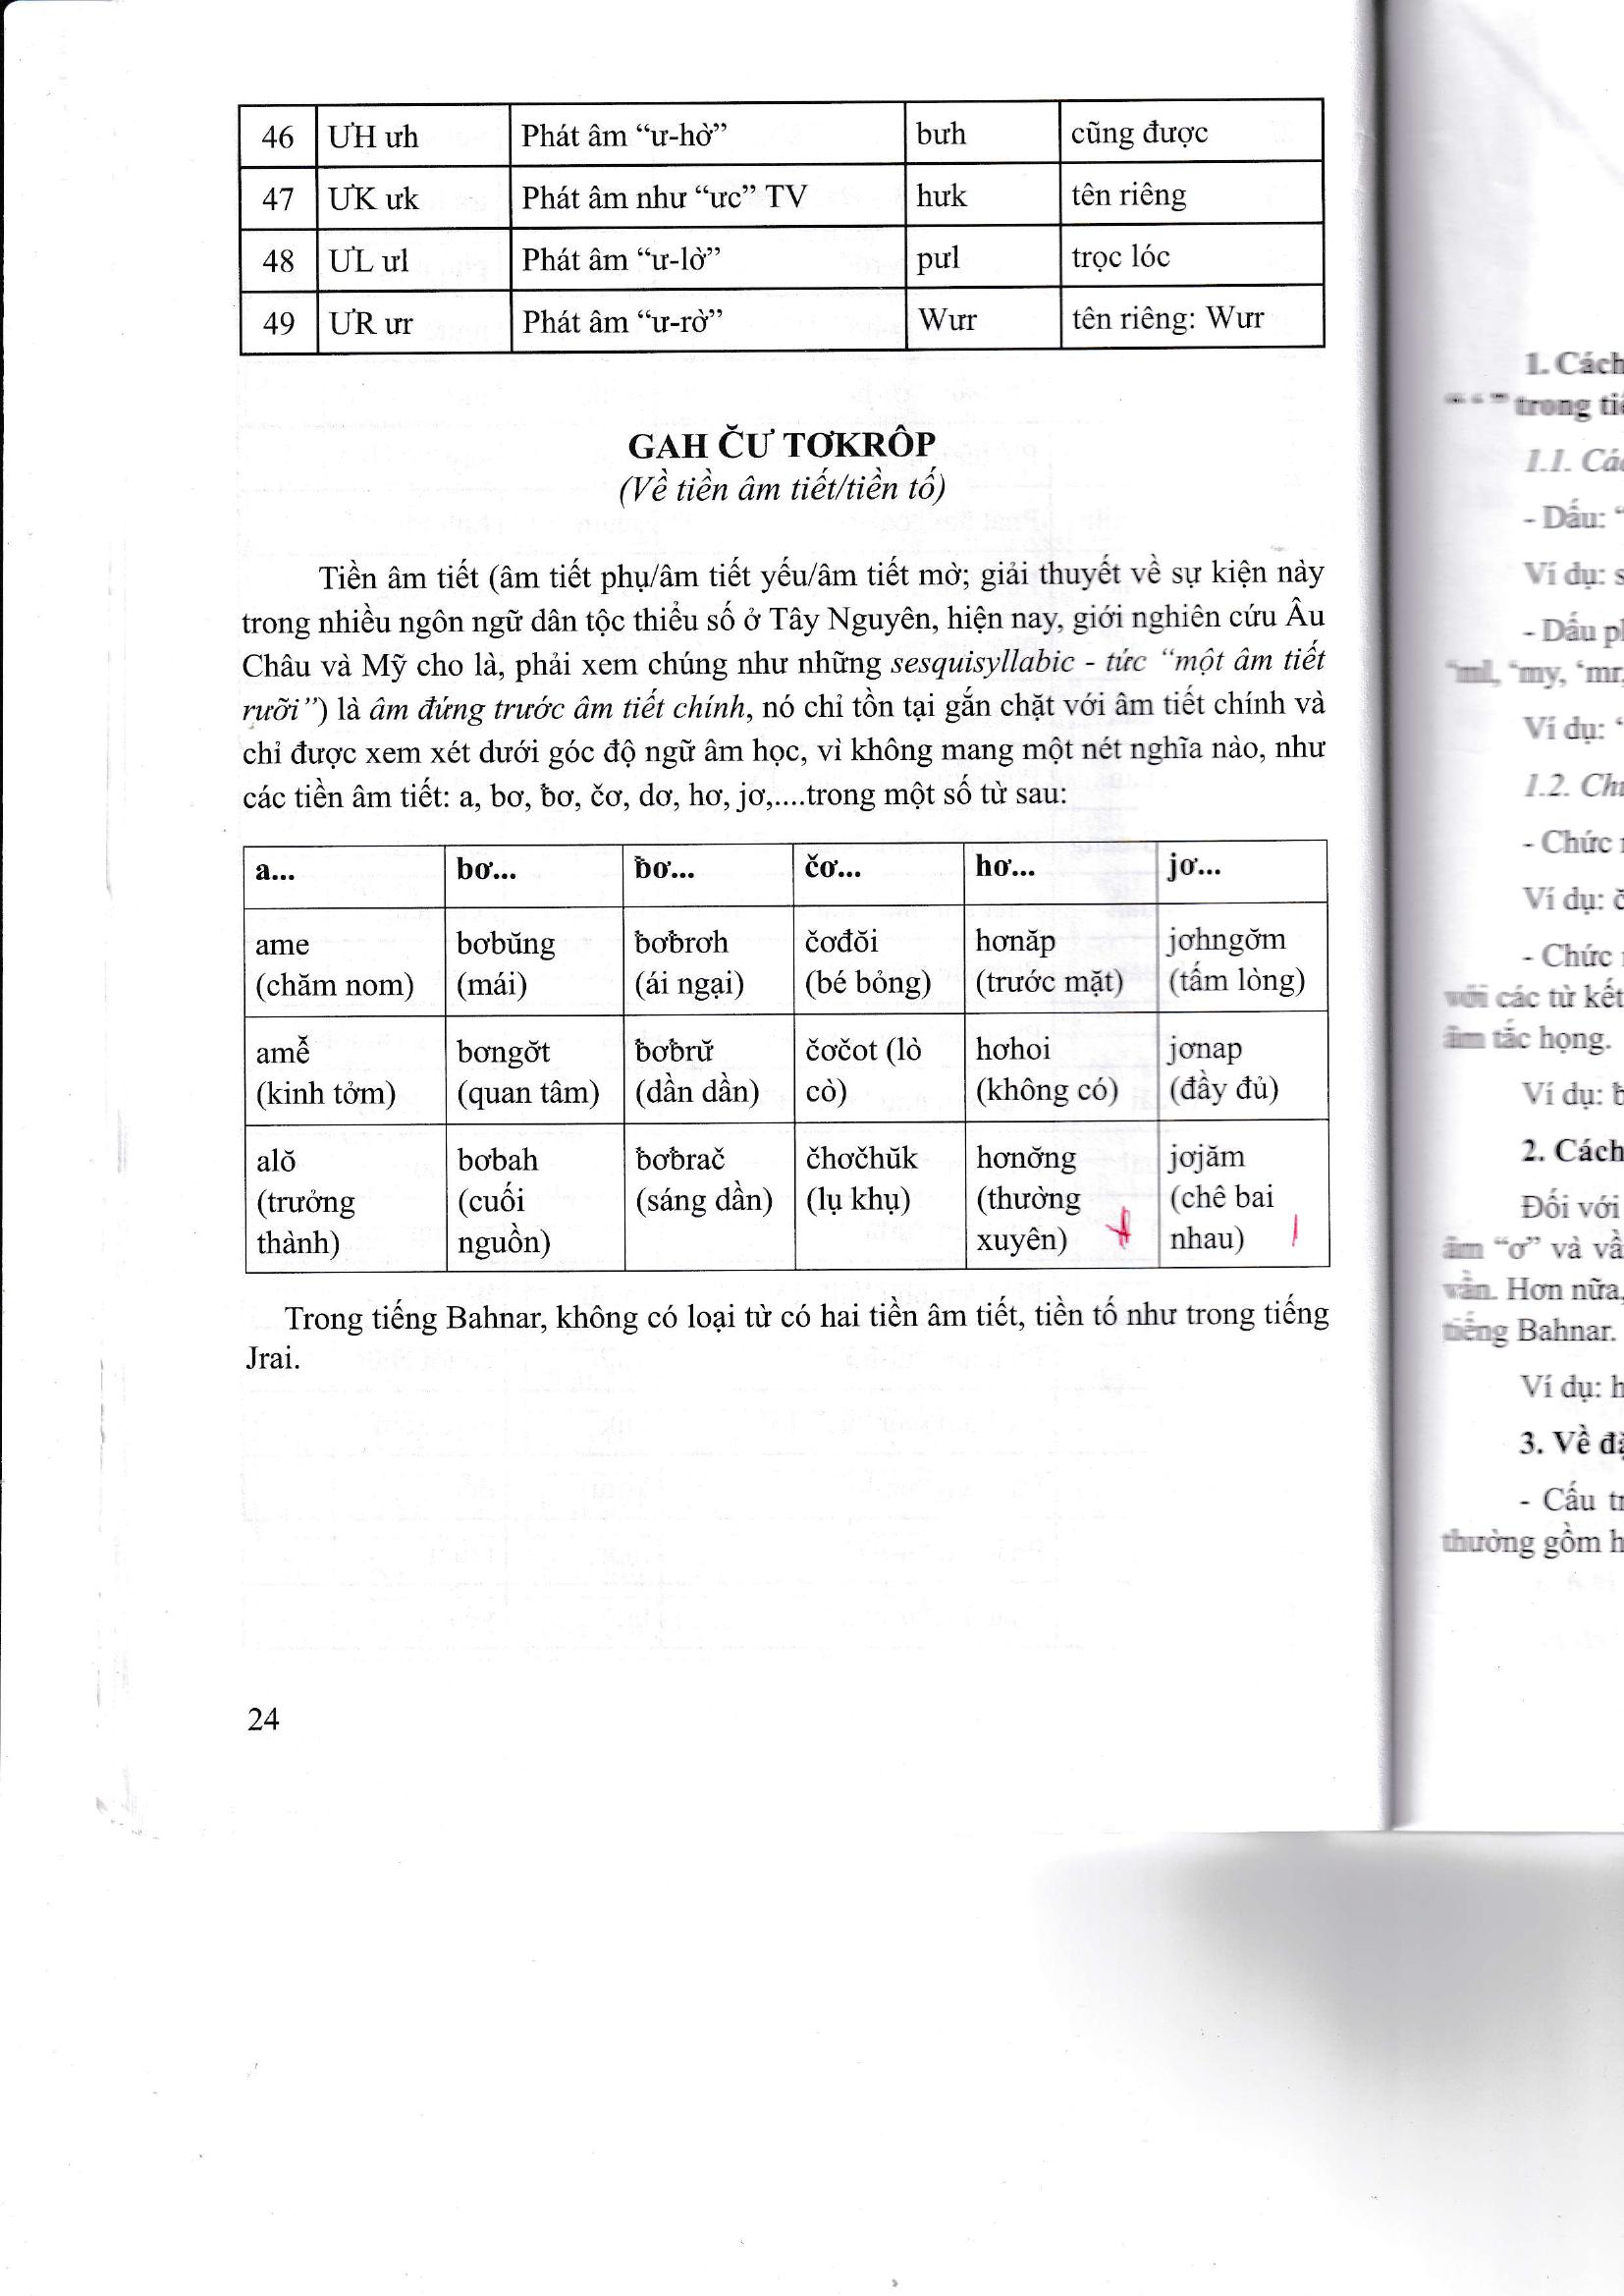 46 ƯH ưh Phát âm “ư-hờ” bưh cũng được
47 ƯK ưk Phát âm như “ưc” TV hưk tên riêng
48 ƯL ưl Phát âm “ư-lờ” pưl trọc lóc
49 ƯR ưr Phát âm “ư-rờ” Wưr tên riêng: Wưr
GAH ČƯ TƠKRÔP
(Về tiền âm tiết/tiền tố)
Tiền âm tiết (âm tiết phụ/âm tiết yếu/âm tiết mờ; giải thuyết về sự kiện này
trong nhiều ngôn ngữ dân tộc thiểu số ở Tây Nguyên, hiện nay, giới nghiên cứu Âu
Châu và Mỹ cho là, phải xem chúng như những sesquisyllabic - tức “một âm tiết
rưỡi”) là âm đứng trước âm tiết chính, nó chỉ tồn tại gắn chặt với âm tiết chính và
chỉ được xem xét dưới góc độ ngữ âm học, vì không mang một nét nghĩa nào, như
các tiền âm tiết: a, bơ, ƀơ, čơ, dơ, hơ, jơ,....trong một số từ sau:
a... bơ... ƀơ... čơ... hơ... jơ...
ame bơbŭng ƀơƀrơh čơđŏi hơnăp jơhngơ̆m
(chăm nom) (mái) (ái ngại) (bé bỏng) (trước mặt) (tấm lòng)
amê̆ bơngơ̆t ƀơƀrư̆ čơčot (lò hơhoi jơnap
(kinh tởm) (quan tâm) (dần dần) cò) (không có) (đầy đủ)
alŏ bơbah ƀơƀrač čhơčhŭk hơnơ̆ng jơjăm
(trưởng (cuối (sáng dần) (lụ khụ) (thường (chê bai
thành) nguồn) xuyên) nhau)
Trong tiếng Bahnar, không có loại từ có hai tiền âm tiết, tiền tố như trong tiếng
Jrai.
24
1. Cách
trong
1.1.
- Dấu: “
Ví dụ:
- Dấu
‘my, ‘mr,
Ví dụ: ‘
1.2.
- Chức
Ví dụ:
- Chức
với các từ kết
âm tắc họng.
Ví dụ:
2. Cách
Đối với
âm “ơ” và
vần. Hơn nữa,
tiếng Bahnar.
Ví dụ: h
3. Về
- Cấu
thường gồm h